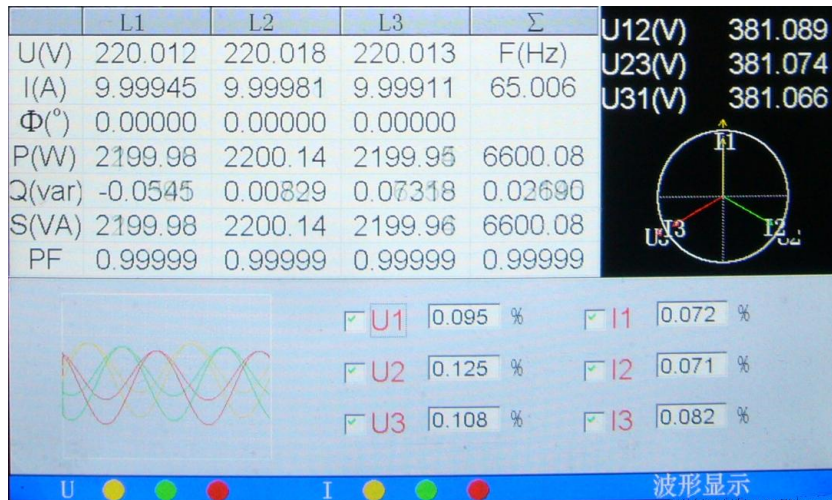 L1 L2 L3 Σ
U(V) 220.012 220.018 220.013 F(Hz)
I(A) 9.99945 9.99981 9.99911 65.006
Φ(°) 0.00000 0.00000 0.00000
P(W) 2199.98 2200.14 2199.95 6600.08
Q(var) -0.0545 0.00829 0.07318 0.02690
S(VA) 2199.98 2200.14 2199.96 6600.08
PF 0.99999 0.99999 0.99999 0.99999
U12(V) 381.089
U23(V) 381.074
U31(V) 381.066
I1
I3 I2
U1 0.095 % I1 0.072 %
U2 0.125 % I2 0.071 %
U3 0.108 % I3 0.082 %
U I 波形显示